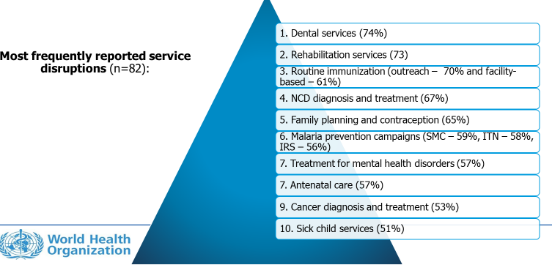 Most frequently reported service
disruptions (n=82):
1. Dental services (74%)
2. Rehabilitation services (73)
3. Routine immunization (outreach – 70% and facility-
based – 61%)
4. NCD diagnosis and treatment (67%)
5. Family planning and contraception (65%)
6. Malaria prevention campaigns (SMC – 59%, ITN – 58%,
IRS – 56%)
7. Treatment for mental health disorders (57%)
7. Antenatal care (57%)
9. Cancer diagnosis and treatment (53%)
10. Sick child services (51%)
World Health
Organization